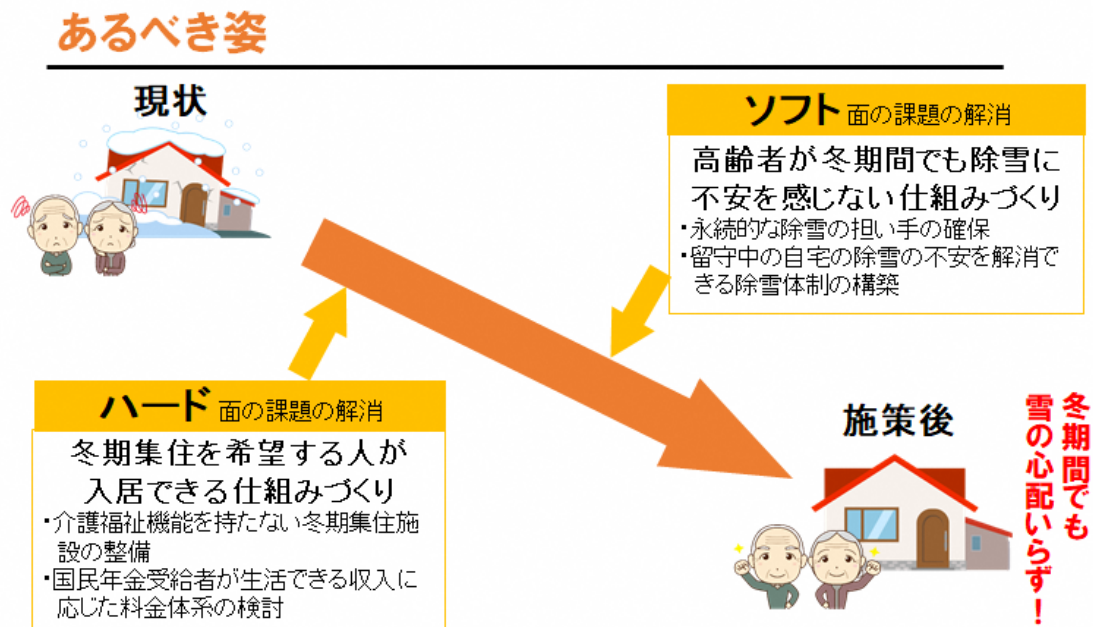 あるべき姿
現状
ソフト 面の課題の解消
高齢者が冬期間でも除雪に
不安を感じない仕組みづくり
・永続的な除雪の担い手の確保
・留守中の自宅の除雪の不安を解消で
きる除雪体制の構築
ハード 面の課題の解消
冬期集住を希望する人が
入居できる仕組みづくり
・介護福祉機能を持たない冬期集住施
設の整備
・国民年金受給者が生活できる収入に
応じた料金体系の検討
施策後
冬期間でも
雪の心配いらず！